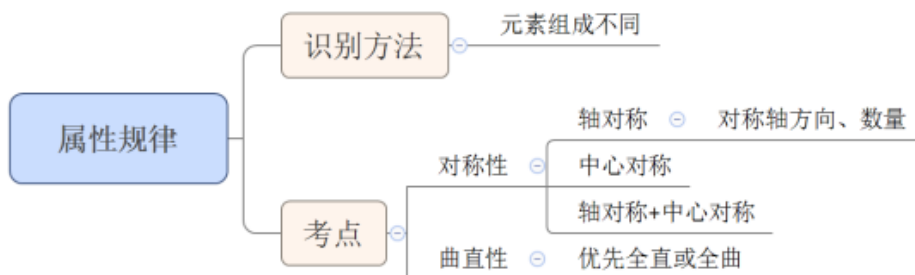 属性规律
识别方法
元素组成不同
考点
对称性
轴对称
对称轴方向、数量
中心对称
轴对称+中心对称
曲直性
优先全直或全曲